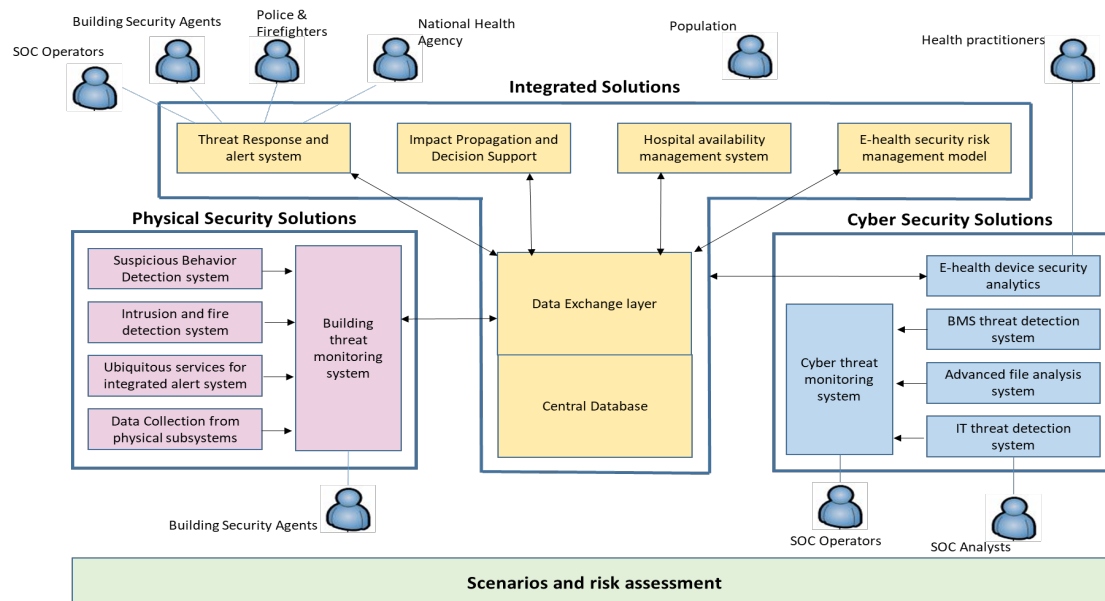 Building Security Agents
Police &
Firefighters
National Health
Agency
Population
Health practitioners
SOC Operators
Integrated Solutions
Threat Response and
alert system
Impact Propagation and
Decision Support
Hospital availability
management system
E-health security risk
management model
Physical Security Solutions
Cyber Security Solutions
Suspicious Behavior
Detection system
Intrusion and fire
detection system
Ubiquitous services for
integrated alert system
Data Collection from
physical subsystems
Building
threat
monitoring
system
Data Exchange layer
Central Database
Cyber threat
monitoring
system
E-health device security
analytics
BMS threat detection
system
Advanced file analysis
system
IT threat detection
system
Building Security Agents
SOC Operators
SOC Analysts
Scenarios and risk assessment